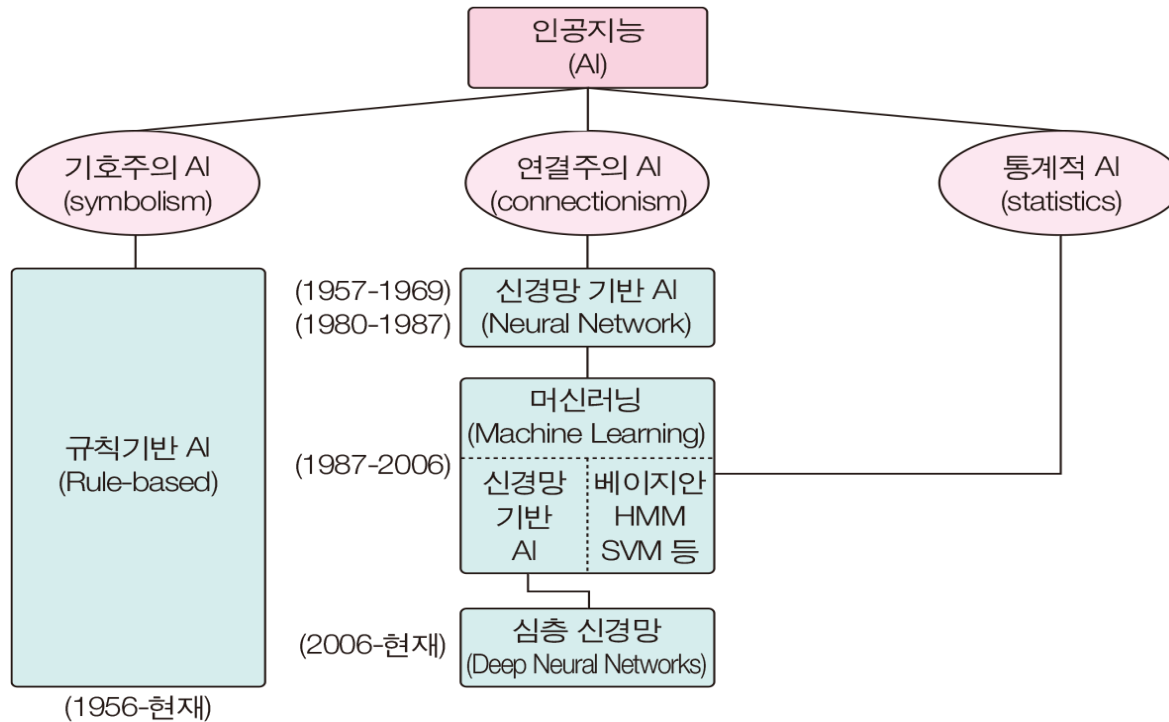 인공지능
(AI)
기호주의 AI
(symbolism)
연결주의 AI
(connectionism)
통계적 AI
(statistics)
규칙기반 AI
(Rule-based)
(1956-현재)
(1957-1969)
(1980-1987)
신경망 기반 AI
(Neural Network)
(1987-2006)
머신러닝
(Machine Learning)
신경망
기반
AI
베이지안
HMM
SVM 등
(2006-현재)
심층 신경망
(Deep Neural Networks)